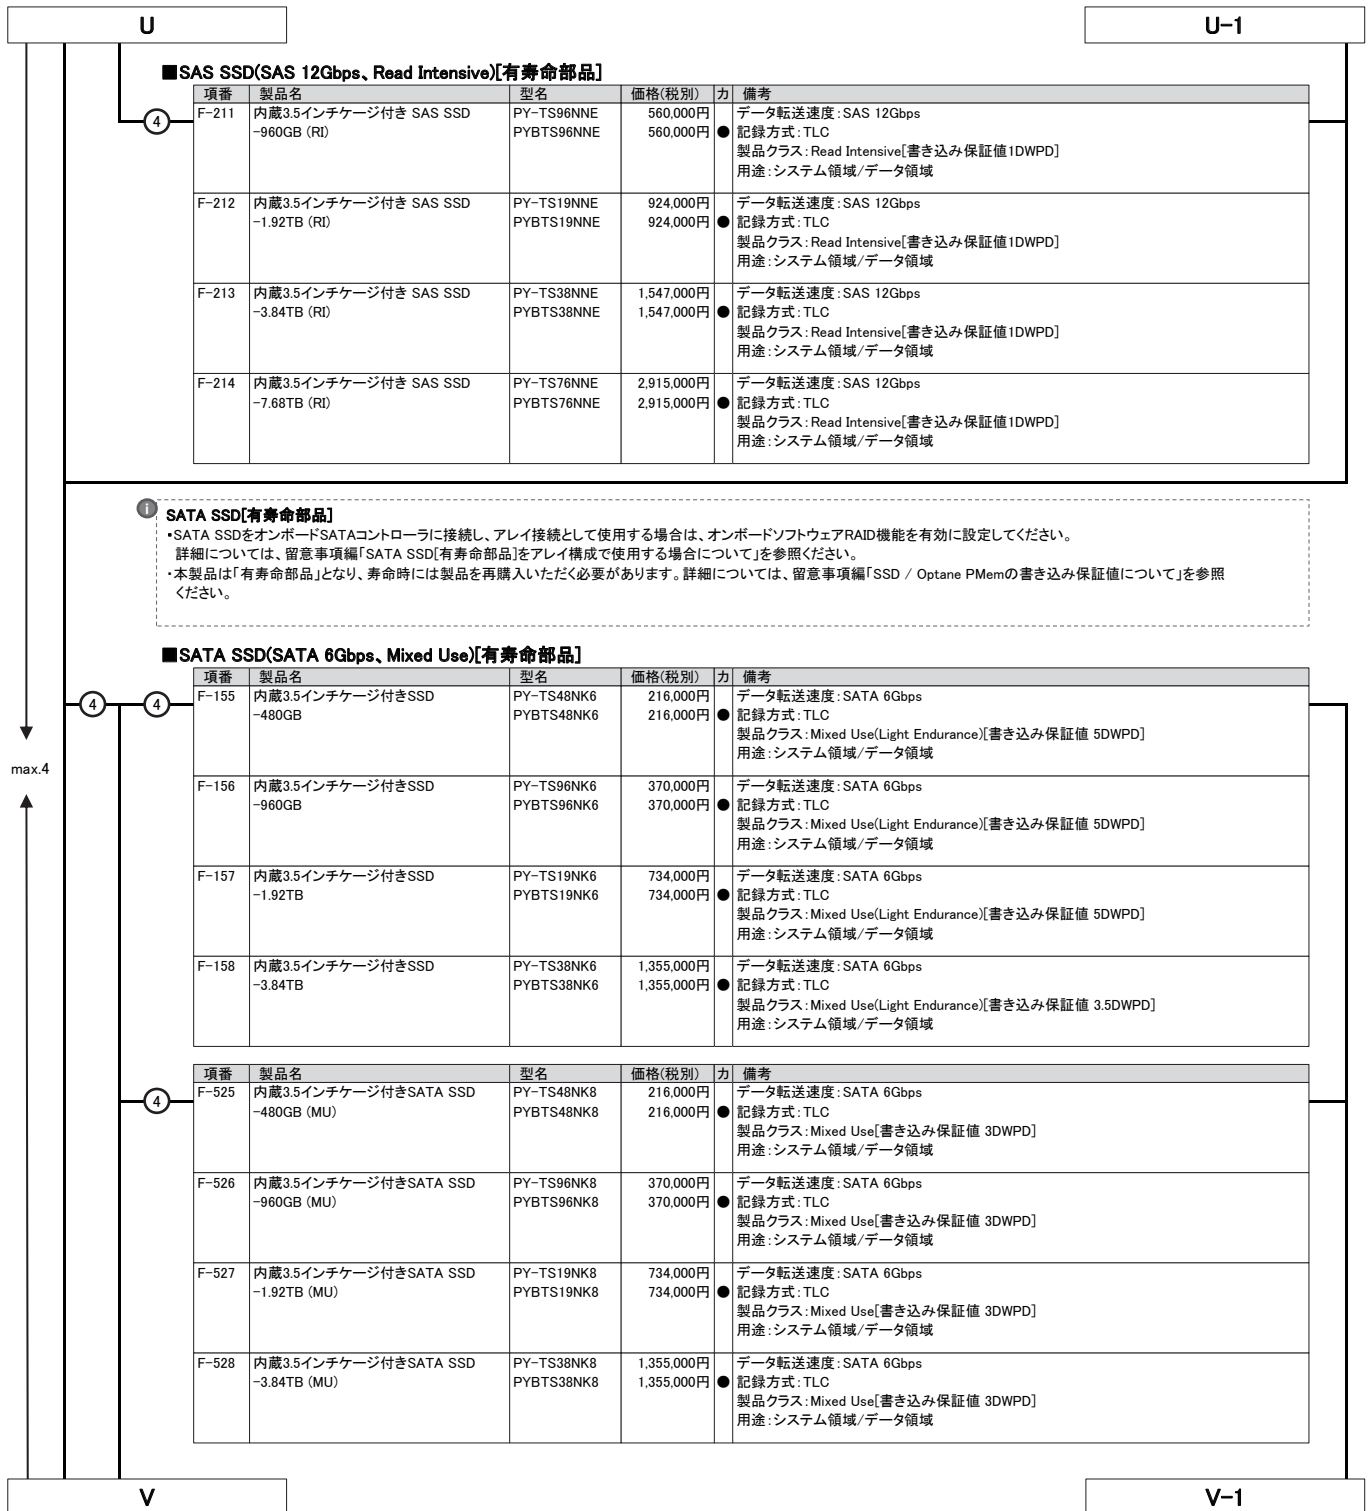 U
U-1
■SAS SSD(SAS 12Gbps、Read Intensive)[有寿命部品]
項番 製品名 型名 価格(税別) カ 備考
4
F-211 内蔵3.5インチケージ付き SAS SSD PY-TS96NNE 560,000円 データ転送速度:SAS 12Gbps
-960GB (RI) PYBTS96NNE 560,000円 ● 記録方式:TLC
製品クラス:Read Intensive[書き込み保証値1DWPD]
用途:システム領域/データ領域
F-212 内蔵3.5インチケージ付き SAS SSD PY-TS19NNE 924,000円 データ転送速度:SAS 12Gbps
-1.92TB (RI) PYBTS19NNE 924,000円 ● 記録方式:TLC
製品クラス:Read Intensive[書き込み保証値1DWPD]
用途:システム領域/データ領域
F-213 内蔵3.5インチケージ付き SAS SSD PY-TS38NNE 1,547,000円 データ転送速度:SAS 12Gbps
-3.84TB (RI) PYBTS38NNE 1,547,000円 ● 記録方式:TLC
製品クラス:Read Intensive[書き込み保証値1DWPD]
用途:システム領域/データ領域
F-214 内蔵3.5インチケージ付き SAS SSD PY-TS76NNE 2,915,000円 データ転送速度:SAS 12Gbps
-7.68TB (RI) PYBTS76NNE 2,915,000円 ● 記録方式:TLC
製品クラス:Read Intensive[書き込み保証値1DWPD]
用途:システム領域/データ領域
i
SATA SSD[有寿命部品]
・SATA SSDをオンボードSATAコントローラに接続し、アレイ接続として使用する場合は、オンボードソフトウェアRAID機能を有効に設定してください。
詳細については、留意事項編「SATA SSD[有寿命部品]をアレイ構成で使用する場合について」を参照ください。
・本製品は「有寿命部品」となり、寿命時には製品を再購入いただく必要があります。詳細については、留意事項編「SSD / Optane PMemの書き込み保証値について」を参照
ください。
■SATA SSD(SATA 6Gbps、Mixed Use)[有寿命部品]
項番 製品名 型名 価格(税別) カ 備考
4 4
F-155 内蔵3.5インチケージ付きSSD PY-TS48NK6 216,000円 データ転送速度:SATA 6Gbps
-480GB PYBTS48NK6 216,000円 ● 記録方式:TLC
製品クラス:Mixed Use(Light Endurance)[書き込み保証値 5DWPD]
用途:システム領域/データ領域
max.4
F-156 内蔵3.5インチケージ付きSSD PY-TS96NK6 370,000円 データ転送速度:SATA 6Gbps
-960GB PYBTS96NK6 370,000円 ● 記録方式:TLC
製品クラス:Mixed Use(Light Endurance)[書き込み保証値 5DWPD]
用途:システム領域/データ領域
F-157 内蔵3.5インチケージ付きSSD PY-TS19NK6 734,000円 データ転送速度:SATA 6Gbps
-1.92TB PYBTS19NK6 734,000円 ● 記録方式:TLC
製品クラス:Mixed Use(Light Endurance)[書き込み保証値 5DWPD]
用途:システム領域/データ領域
F-158 内蔵3.5インチケージ付きSSD PY-TS38NK6 1,355,000円 データ転送速度:SATA 6Gbps
-3.84TB PYBTS38NK6 1,355,000円 ● 記録方式:TLC
製品クラス:Mixed Use(Light Endurance)[書き込み保証値 3.5DWPD]
用途:システム領域/データ領域
項番 製品名 型名 価格(税別) カ 備考
4
F-525 内蔵3.5インチケージ付きSATA SSD PY-TS48NK8 216,000円 データ転送速度:SATA 6Gbps
-480GB (MU) PYBTS48NK8 216,000円 ● 記録方式:TLC
製品クラス:Mixed Use[書き込み保証値 3DWPD]
用途:システム領域/データ領域
F-526 内蔵3.5インチケージ付きSATA SSD PY-TS96NK8 370,000円 データ転送速度:SATA 6Gbps
-960GB (MU) PYBTS96NK8 370,000円 ● 記録方式:TLC
製品クラス:Mixed Use[書き込み保証値 3DWPD]
用途:システム領域/データ領域
F-527 内蔵3.5インチケージ付きSATA SSD PY-TS19NK8 734,000円 データ転送速度:SATA 6Gbps
-1.92TB (MU) PYBTS19NK8 734,000円 ● 記録方式:TLC
製品クラス:Mixed Use[書き込み保証値 3DWPD]
用途:システム領域/データ領域
F-528 内蔵3.5インチケージ付きSATA SSD PY-TS38NK8 1,355,000円 データ転送速度:SATA 6Gbps
-3.84TB (MU) PYBTS38NK8 1,355,000円 ● 記録方式:TLC
製品クラス:Mixed Use[書き込み保証値 3DWPD]
用途:システム領域/データ領域
V
V-1